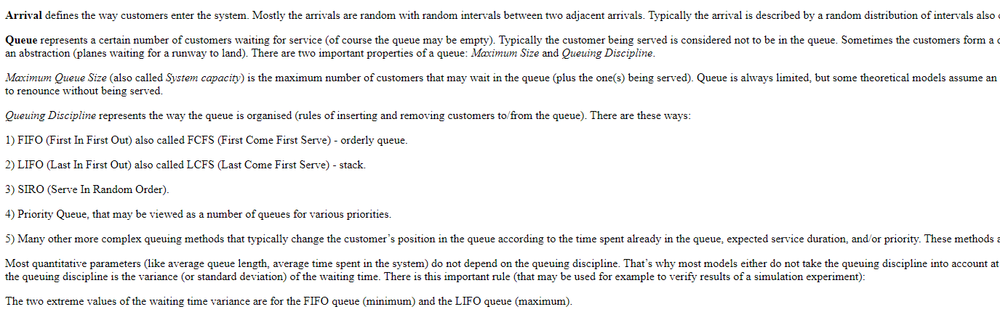 Arrival defines the way customers enter the system. Mostly the arrivals are random with random intervals between two adjacent arrivals. Typically the arrival is described by a random distribution of intervals also
Queue represents a certain number of customers waiting for service (of course the queue may be empty). Typically the customer being served is considered not to be in the queue. Sometimes the customers form a
an abstraction (planes waiting for a runway to land). There are two important properties of a queue: Maximum Size and Queuing Discipline.
Maximum Queue Size (also called System capacity) is the maximum number of customers that may wait in the queue (plus the one(s) being served). Queue is always limited, but some theoretical models assume an
to renounce without being served.
Queuing Discipline represents the way the queue is organised (rules of inserting and removing customers to/from the queue). There are these ways:
1) FIFO (First In First Out) also called FCFS (First Come First Serve) - orderly queue.
2) LIFO (Last In First Out) also called LCFS (Last Come First Serve) - stack.
3) SIRO (Serve In Random Order).
4) Priority Queue, that may be viewed as a number of queues for various priorities.
5) Many other more complex queuing methods that typically change the customer's position in the queue according to the time spent already in the queue, expected service duration, and/or priority. These methods
Most quantitative parameters (like average queue length, average time spent in the system) do not depend on the queuing discipline. That's why most models either do not take the queuing discipline into account at
the queuing discipline is the variance (or standard deviation) of the waiting time. There is this important rule (that may be used for example to verify results of a simulation experiment):
The two extreme values of the waiting time variance are for the FIFO queue (minimum) and the LIFO queue (maximum).